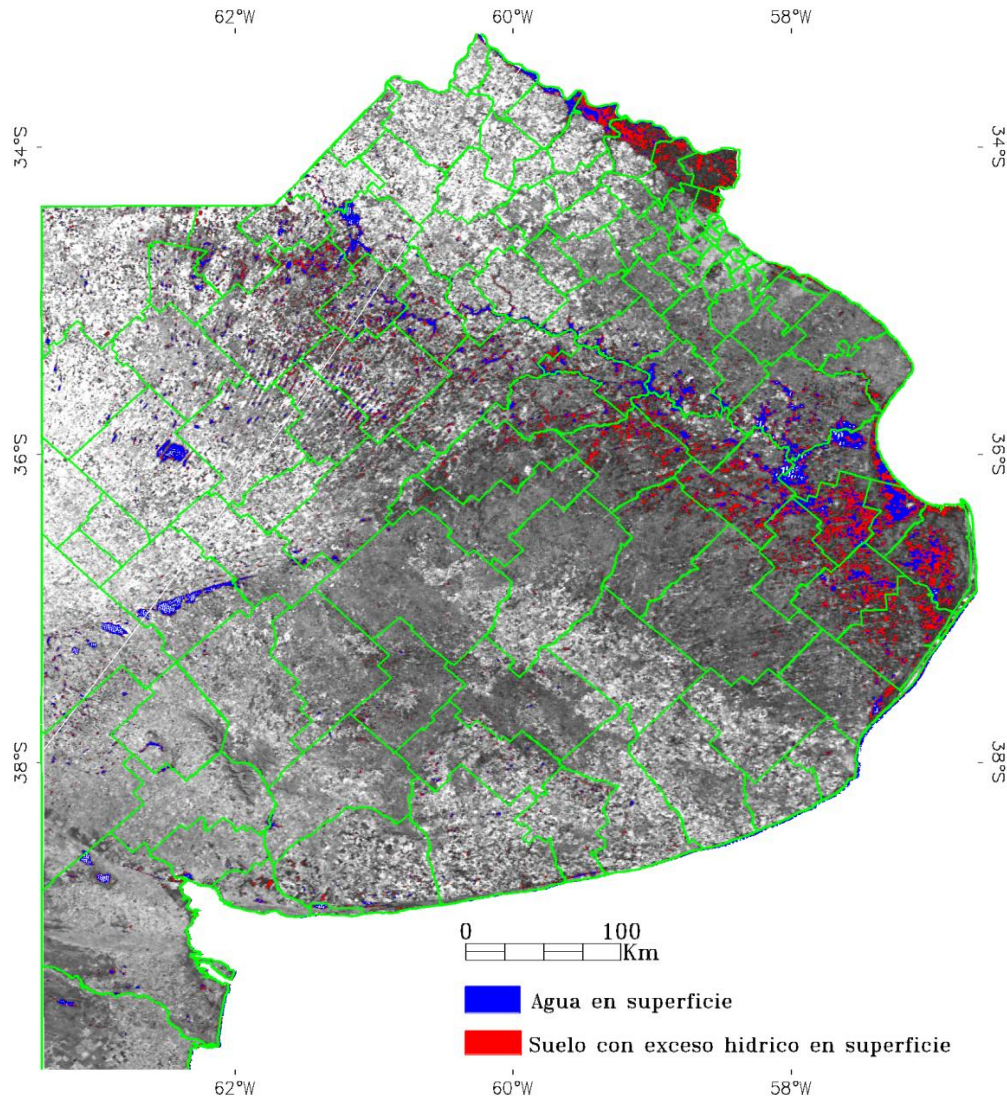 62°W 60°W 58°W
34°S 34°S
36°S 36°S
38°S 38°S
0 100
Km
Agua en superficie
Suelo con exceso hidrico en superficie
62°W 60°W 58°W